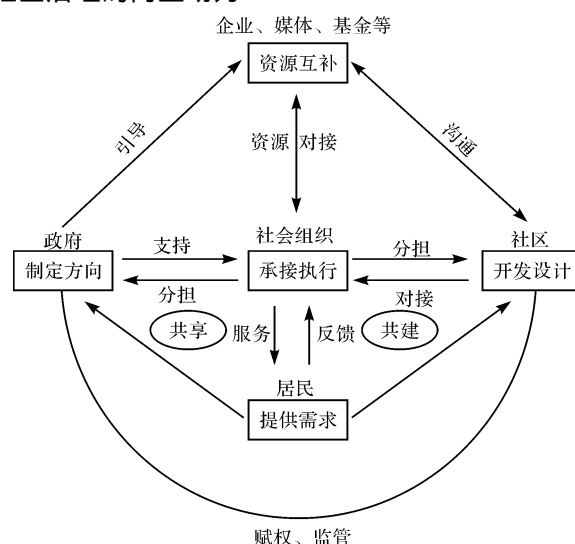 企业、媒体、基金等
资源互补
引导
资源 对接
沟通
政府
社会组织
社区
制定方向
支持
承接执行
分担
开发设计
分担
对接
共享
服务
反馈
共建
居民
提供需求
赋权、监管